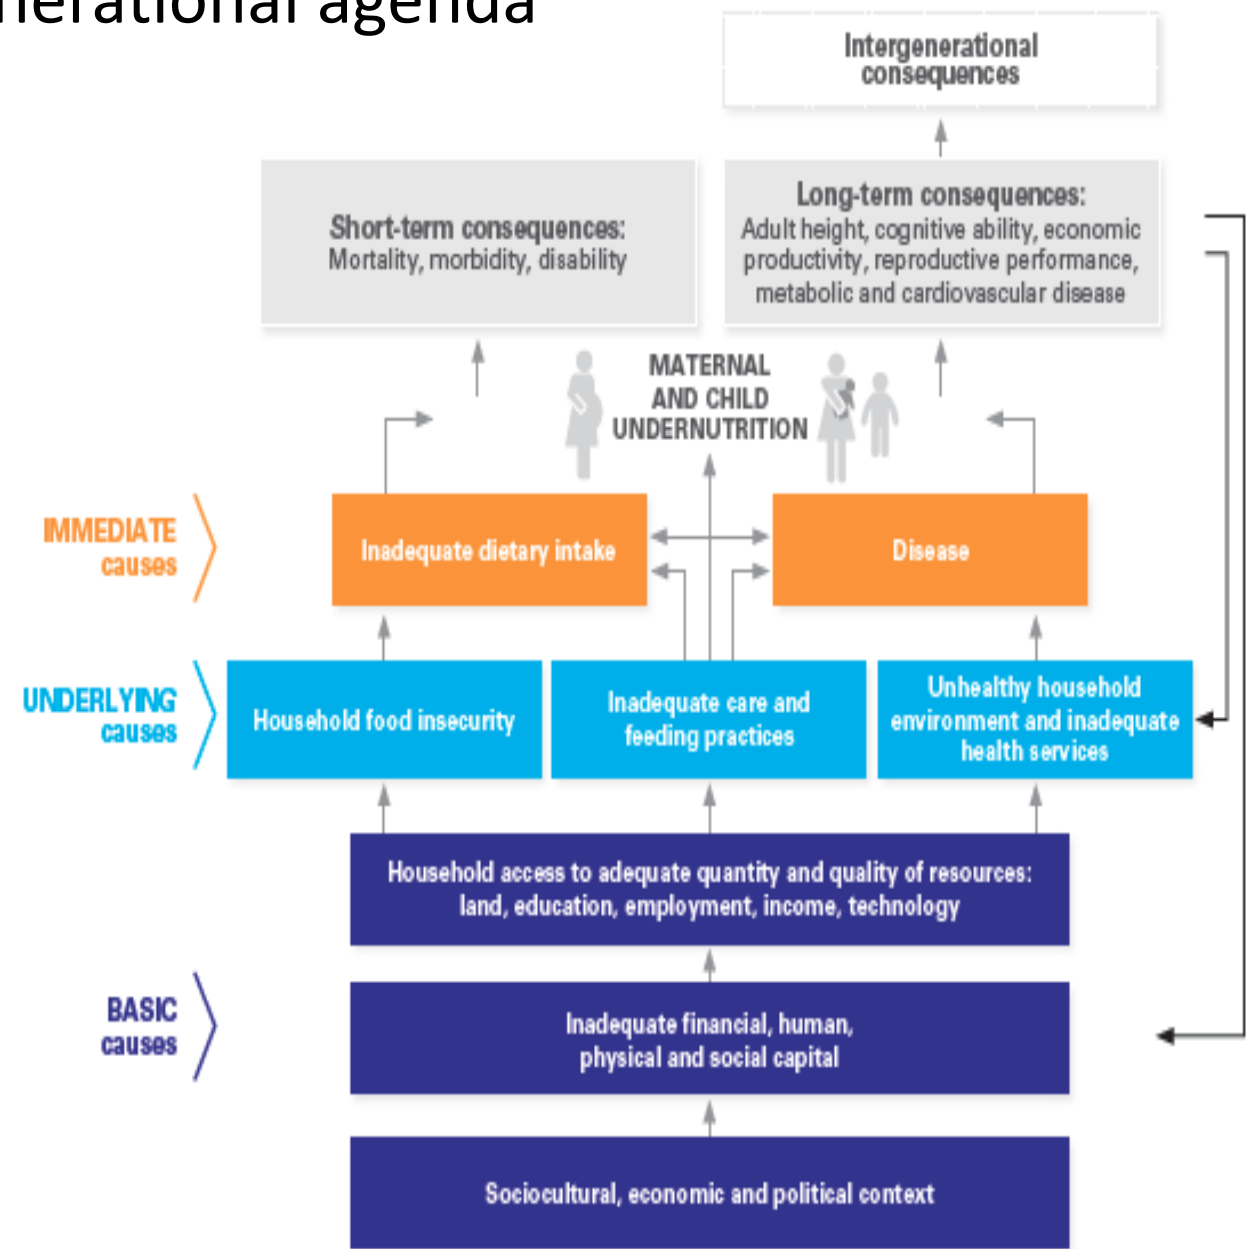 nerational agenda
Intergenerational
consequences
Short-term consequences:
Mortality, morbidity, disability
Long-term consequences:
Adult height, cognitive ability, economic
productivity, reproductive performance,
metabolic and cardiovascular disease
MATERNAL
AND CHILD
UNDERNUTRITION
IMMEDIATE
causes
Inadequate dietary intake
Disease
UNDERLYING
causes
Household food insecurity
Inadequate care and
feeding practices
Unhealthy household
environment and inadequate
health services
Household access to adequate quantity and quality of resources:
land, education, employment, income, technology
BASIC
causes
Inadequate financial, human,
physical and social capital
Sociocultural, economic and political context